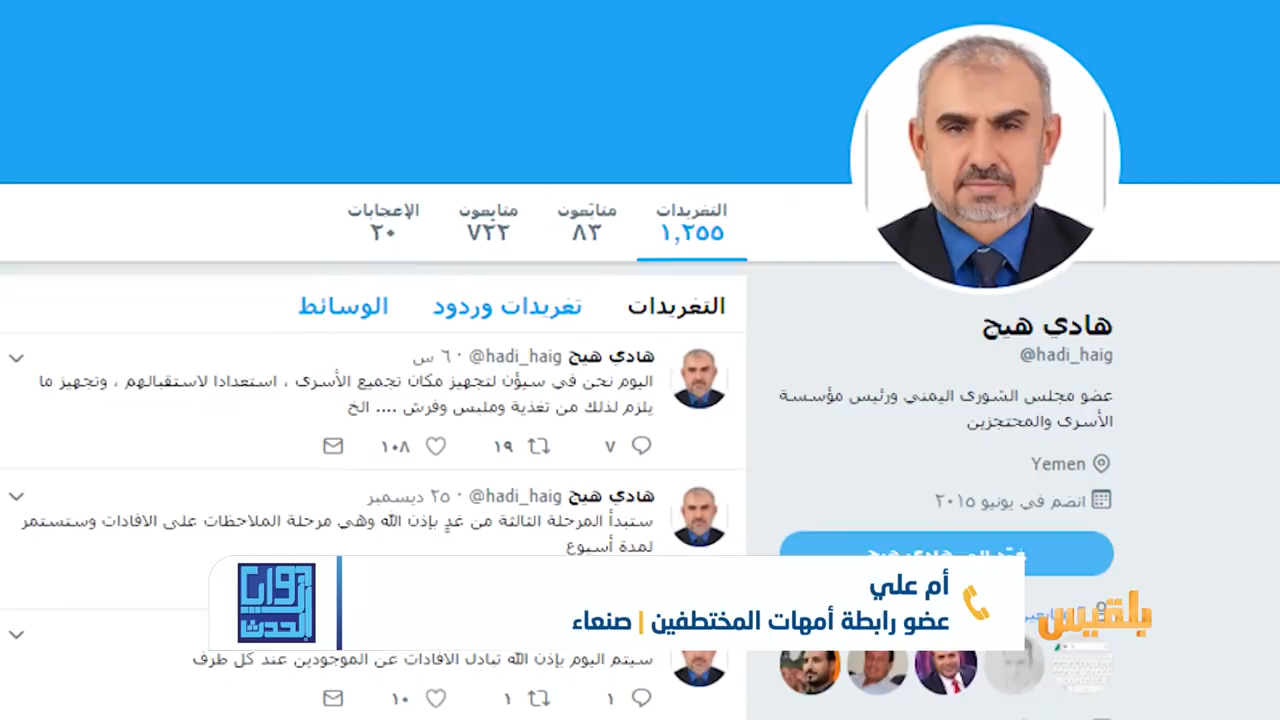 التغريدات
متابَعون
متابِعون
الإعجابات
١,٢٥٥
٨٣
٧٢٢
٢٠
هادي هيج
@hadi_haig
عضو مجلس الشورى اليمني ورئيس مؤسسة
الأسرى والمحتجزين
Yemen
انضم في يونيو ٢٠١٥
التغريدات
تغريدات وردود
الوسائط
هادي هيج @hadi_haig · ٦ س
اليوم نحن في سيؤن لتجهيز مكان تجميع الأسرى ، استعدادا لاستقبالهم ، وتجهيز ما
يلزم لذلك من تغذية وملبس وفرش .... الخ
٧
١٩
١٠٨
هادي هيج @hadi_haig · ٢٥ ديسمبر
ستبدأ المرحلة الثالثة من غدٍ بإذن الله وهي مرحلة الملاحظات على الافادات وستستمر
لمدة أسبوع
سيتم اليوم بإذن الله تبادل الافادات عن الموجودين عند كل طرف
١
١
١٠
أم علي
عضو رابطة أمهات المختطفين | صنعاء
بلقيس